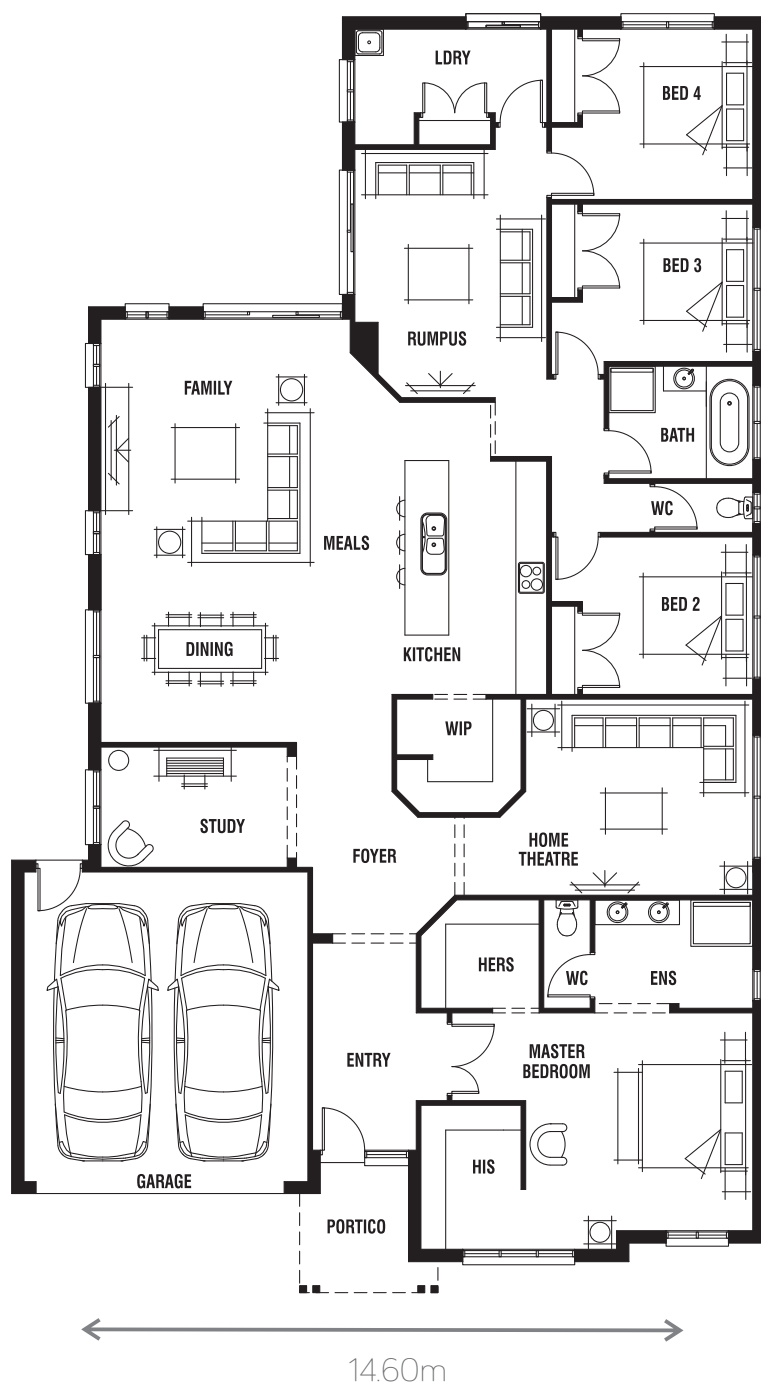 LDRY
BED 4
BED 3
RUMPUS
FAMILY
BATH
WC
MEALS
BED 2
DINING
KITCHEN
WIP
STUDY
HOME
THEATRE
FOYER
HERS
WC
ENS
ENTRY
MASTER
BEDROOM
HIS
GARAGE
PORTICO
14.60m